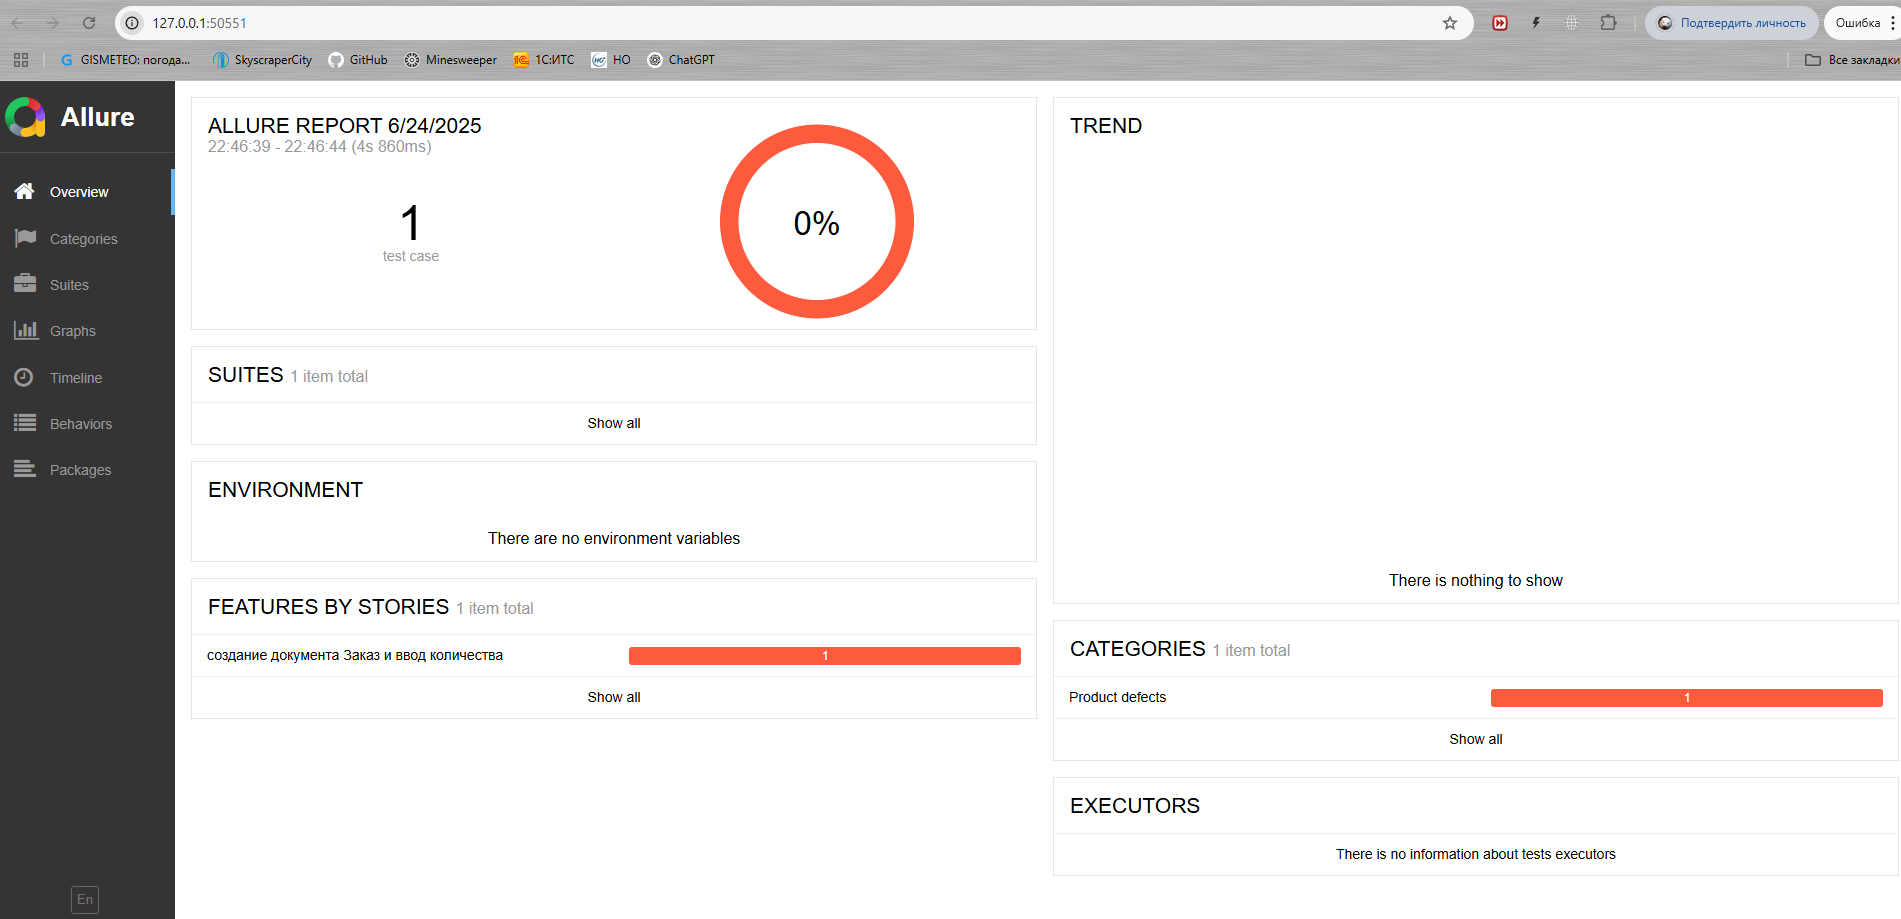 127.0.0.1:50551
Подтвердить личность
Ошибка
GISMETEO: погода...
SkyscraperCity
GitHub
Minesweeper
1С:ИТС
НО
ChatGPT
Все закладки
Allure
Overview
Categories
Suites
Graphs
Timeline
Behaviors
Packages
En
ALLURE REPORT 6/24/2025
22:46:39 - 22:46:44 (4s 860ms)
1
test case
0%
SUITES 1 item total
Show all
ENVIRONMENT
There are no environment variables
FEATURES BY STORIES 1 item total
создание документа Заказ и ввод количества 1
Show all
TREND
There is nothing to show
CATEGORIES 1 item total
Product defects 1
Show all
EXECUTORS
There is no information about tests executors